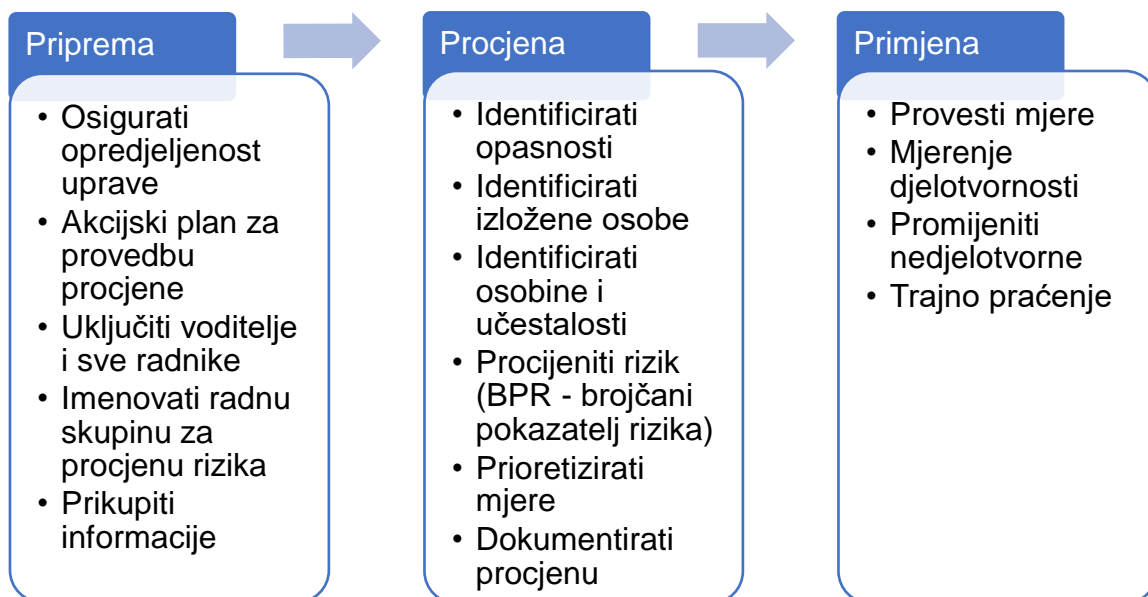 Priprema
• Osigurati
opredjeljenost
uprave
• Akcijski plan za
provedbu
procjene
• Uključiti voditelje
i sve radnike
• Imenovati radnu
skupinu za
procjenu rizika
• Prikupiti
informacije
Procjena
• Identificirati
opasnosti
• Identificirati
izložene osobe
• Identificirati
osobine i
učestalosti
• Procijeniti rizik
(BPR - brojčani
pokazatelj rizika)
• Prioretizirati
mjere
• Dokumentirati
procjenu
Primjena
• Provesti mjere
• Mjerenje
djelotvornosti
• Promijeniti
nedjelotvorne
• Trajno praćenje